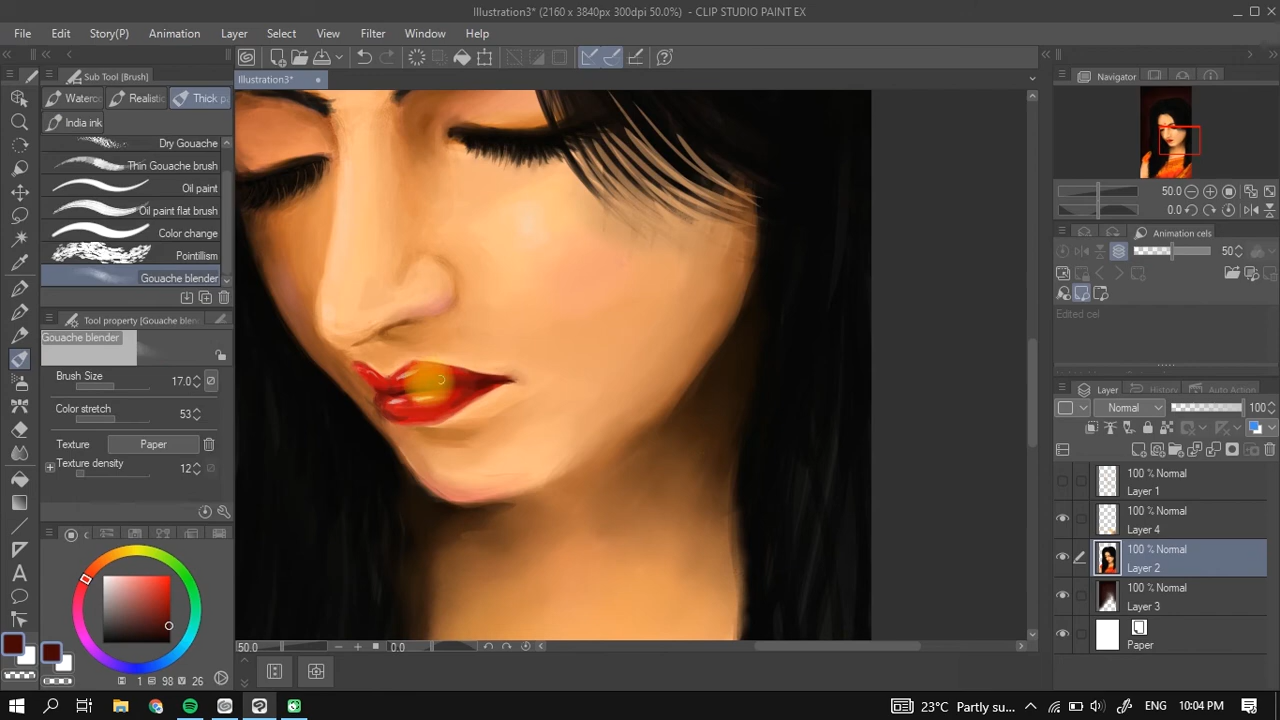 Illustration3* (2160 x 3840px 300dpi 50.0%) - CLIP STUDIO PAINT EX
File Edit Story(P) Animation Layer Select View Filter Window Help
Sub Tool [Brush]
Illustration3*
Navigator
Waterc Realistic Thick pa
India ink
Dry Gouache
Thin Gouache brush
Oil paint
Oil paint flat brush
Color change
Pointillism
Gouache blender
50.0
0.0
Animation cels
50
Edited cel
Tool property [Gouache blen
Gouache blender
Brush Size 17.0
Color stretch 53
Texture Paper
Texture density 12
Layer History Auto Action
Normal 100
100 % Normal
Layer 1
100 % Normal
Layer 4
100 % Normal
Layer 2
100 % Normal
Layer 3
Paper
50.0 0.0
H 1 S 98 V 26
23°C Partly su... ENG 10:04 PM